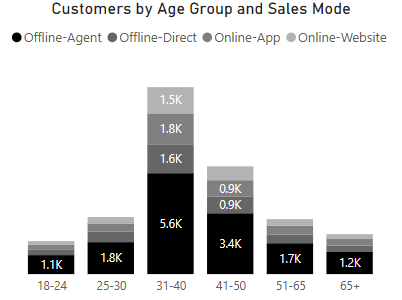 Customers by Age Group and Sales Mode
Offline-Agent Offline-Direct Online-App Online-Website
1.5K
1.8K
1.6K
0.9K
0.9K
5.6K
3.4K
1.1K 1.8K 1.7K 1.2K
18-24 25-30 31-40 41-50 51-65 65+